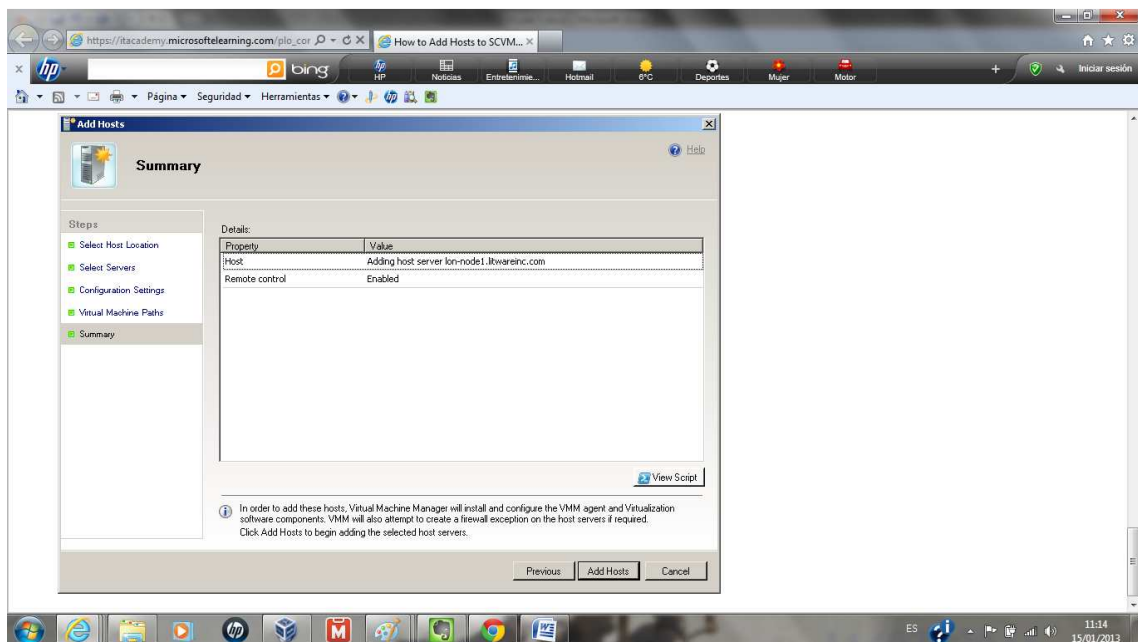 https://itacademy.microsoftelearning.com/plo_cor
How to Add Hosts to SCVM...
hp
bing
HP
Noticias
Entretenimie...
Hotmail
6°C
Deportes
Mujer
Motor
Iniciar sesión
Página
Seguridad
Herramientas
Add Hosts
Summary
Help
Steps
Select Host Location
Select Servers
Configuration Settings
Virtual Machine Paths
Summary
Details:
Property Value
Host Adding host server lon-node1.litwareinc.com
Remote control Enabled
View Script
In order to add these hosts, Virtual Machine Manager will install and configure the VMM agent and Virtualization
software components. VMM will also attempt to create a firewall exception on the host servers if required.
Click Add Hosts to begin adding the selected host servers.
Previous Add Hosts Cancel
ES
11:14
15/01/2013